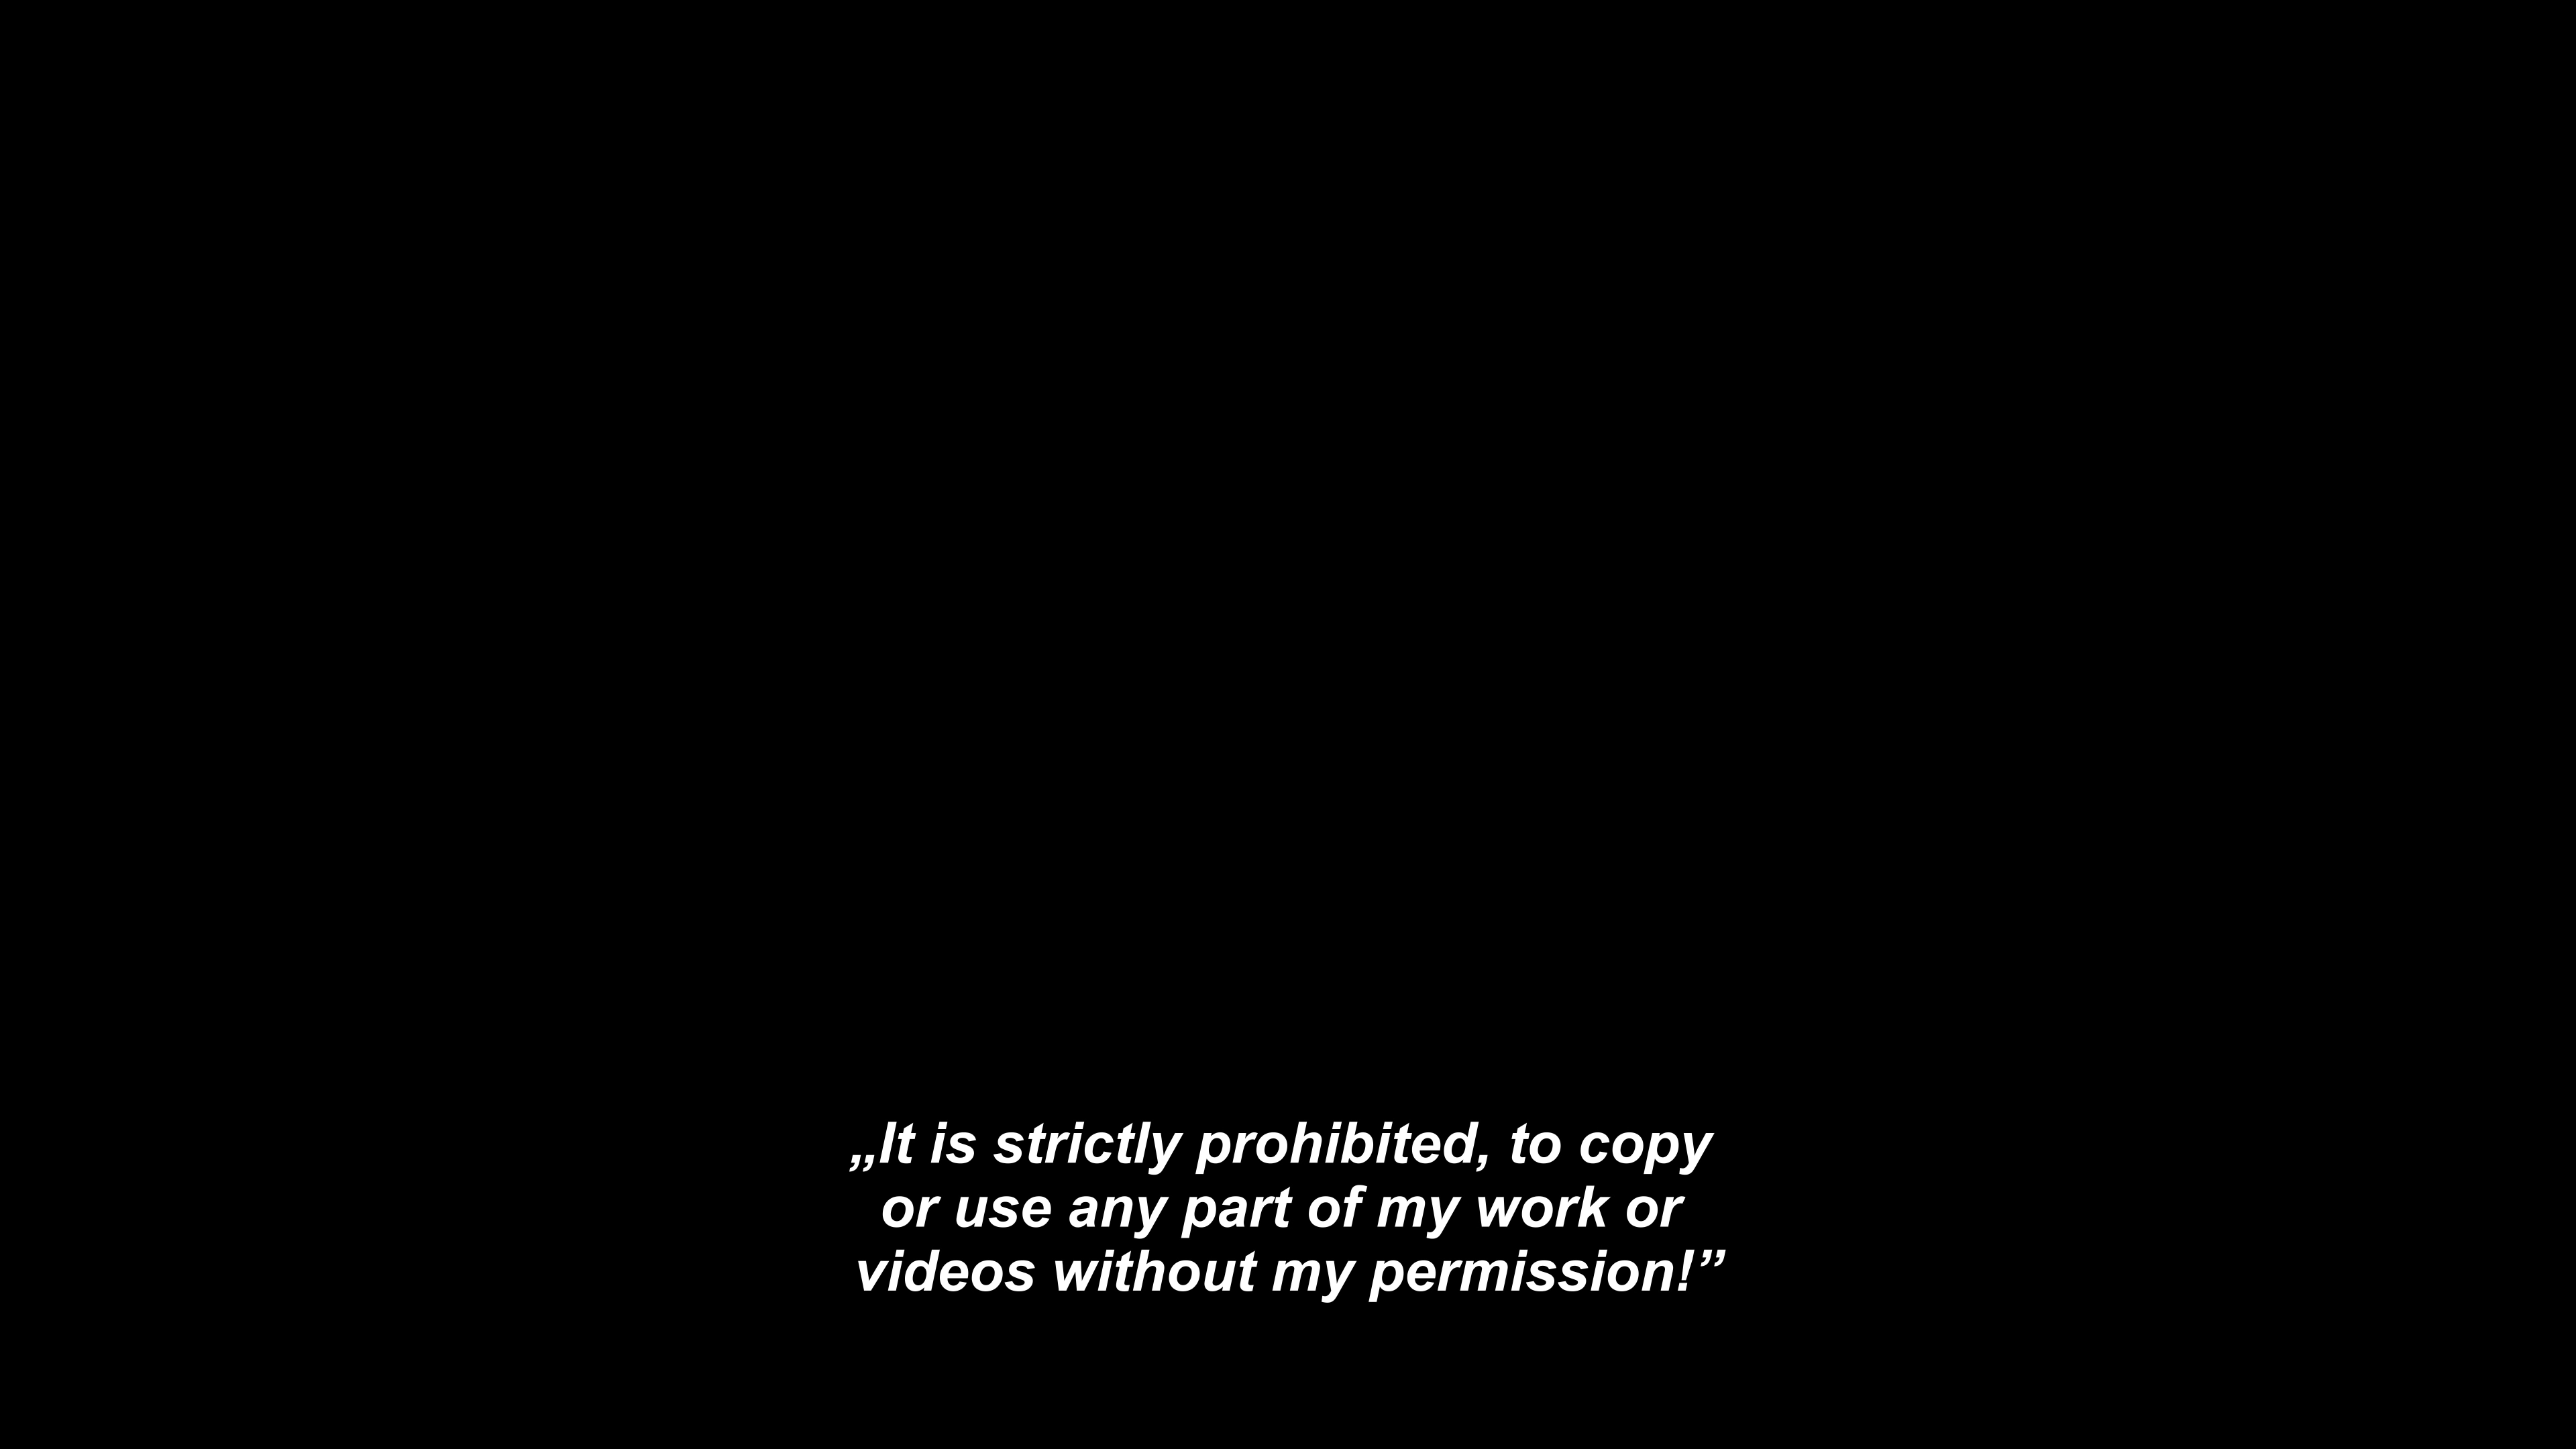 „It is strictly prohibited, to copy
or use any part of my work or
videos without my permission!”